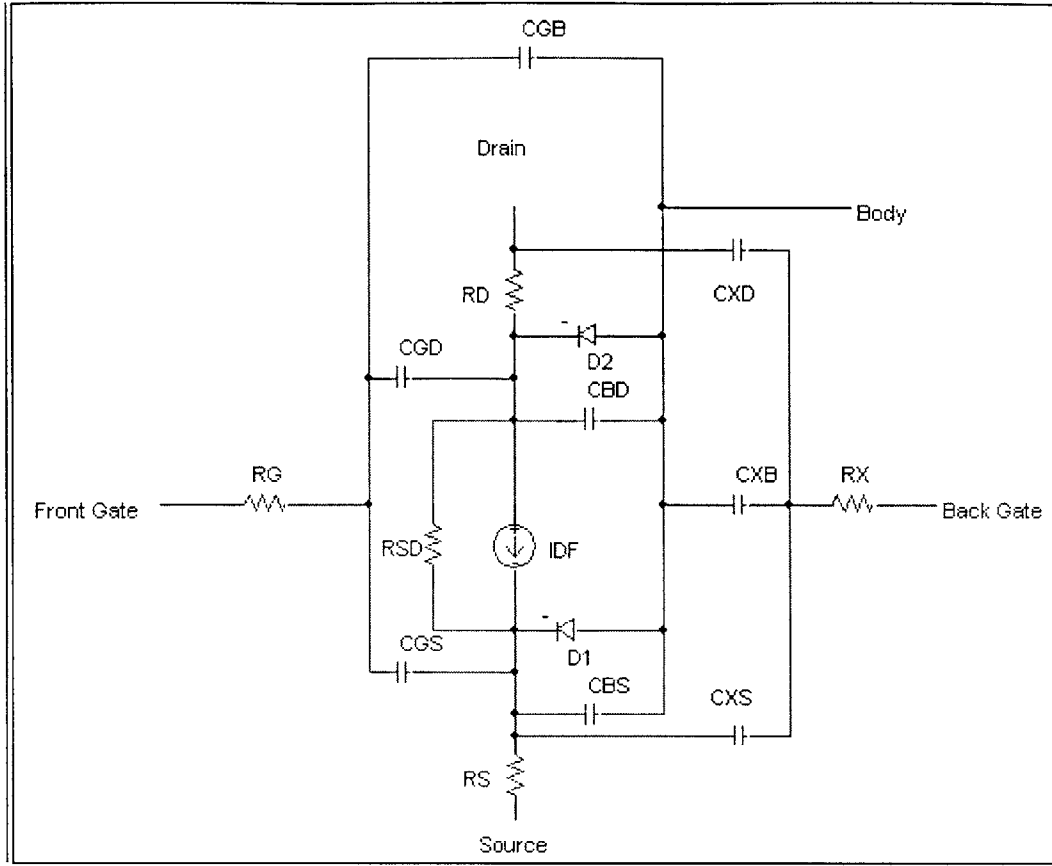 CGB
Drain
Body
RD
CXD
CGD
D2
CBD
RG
CXB
RX
Front Gate
Back Gate
RSD
IDF
CGS
D1
CBS
CXS
RS
Source